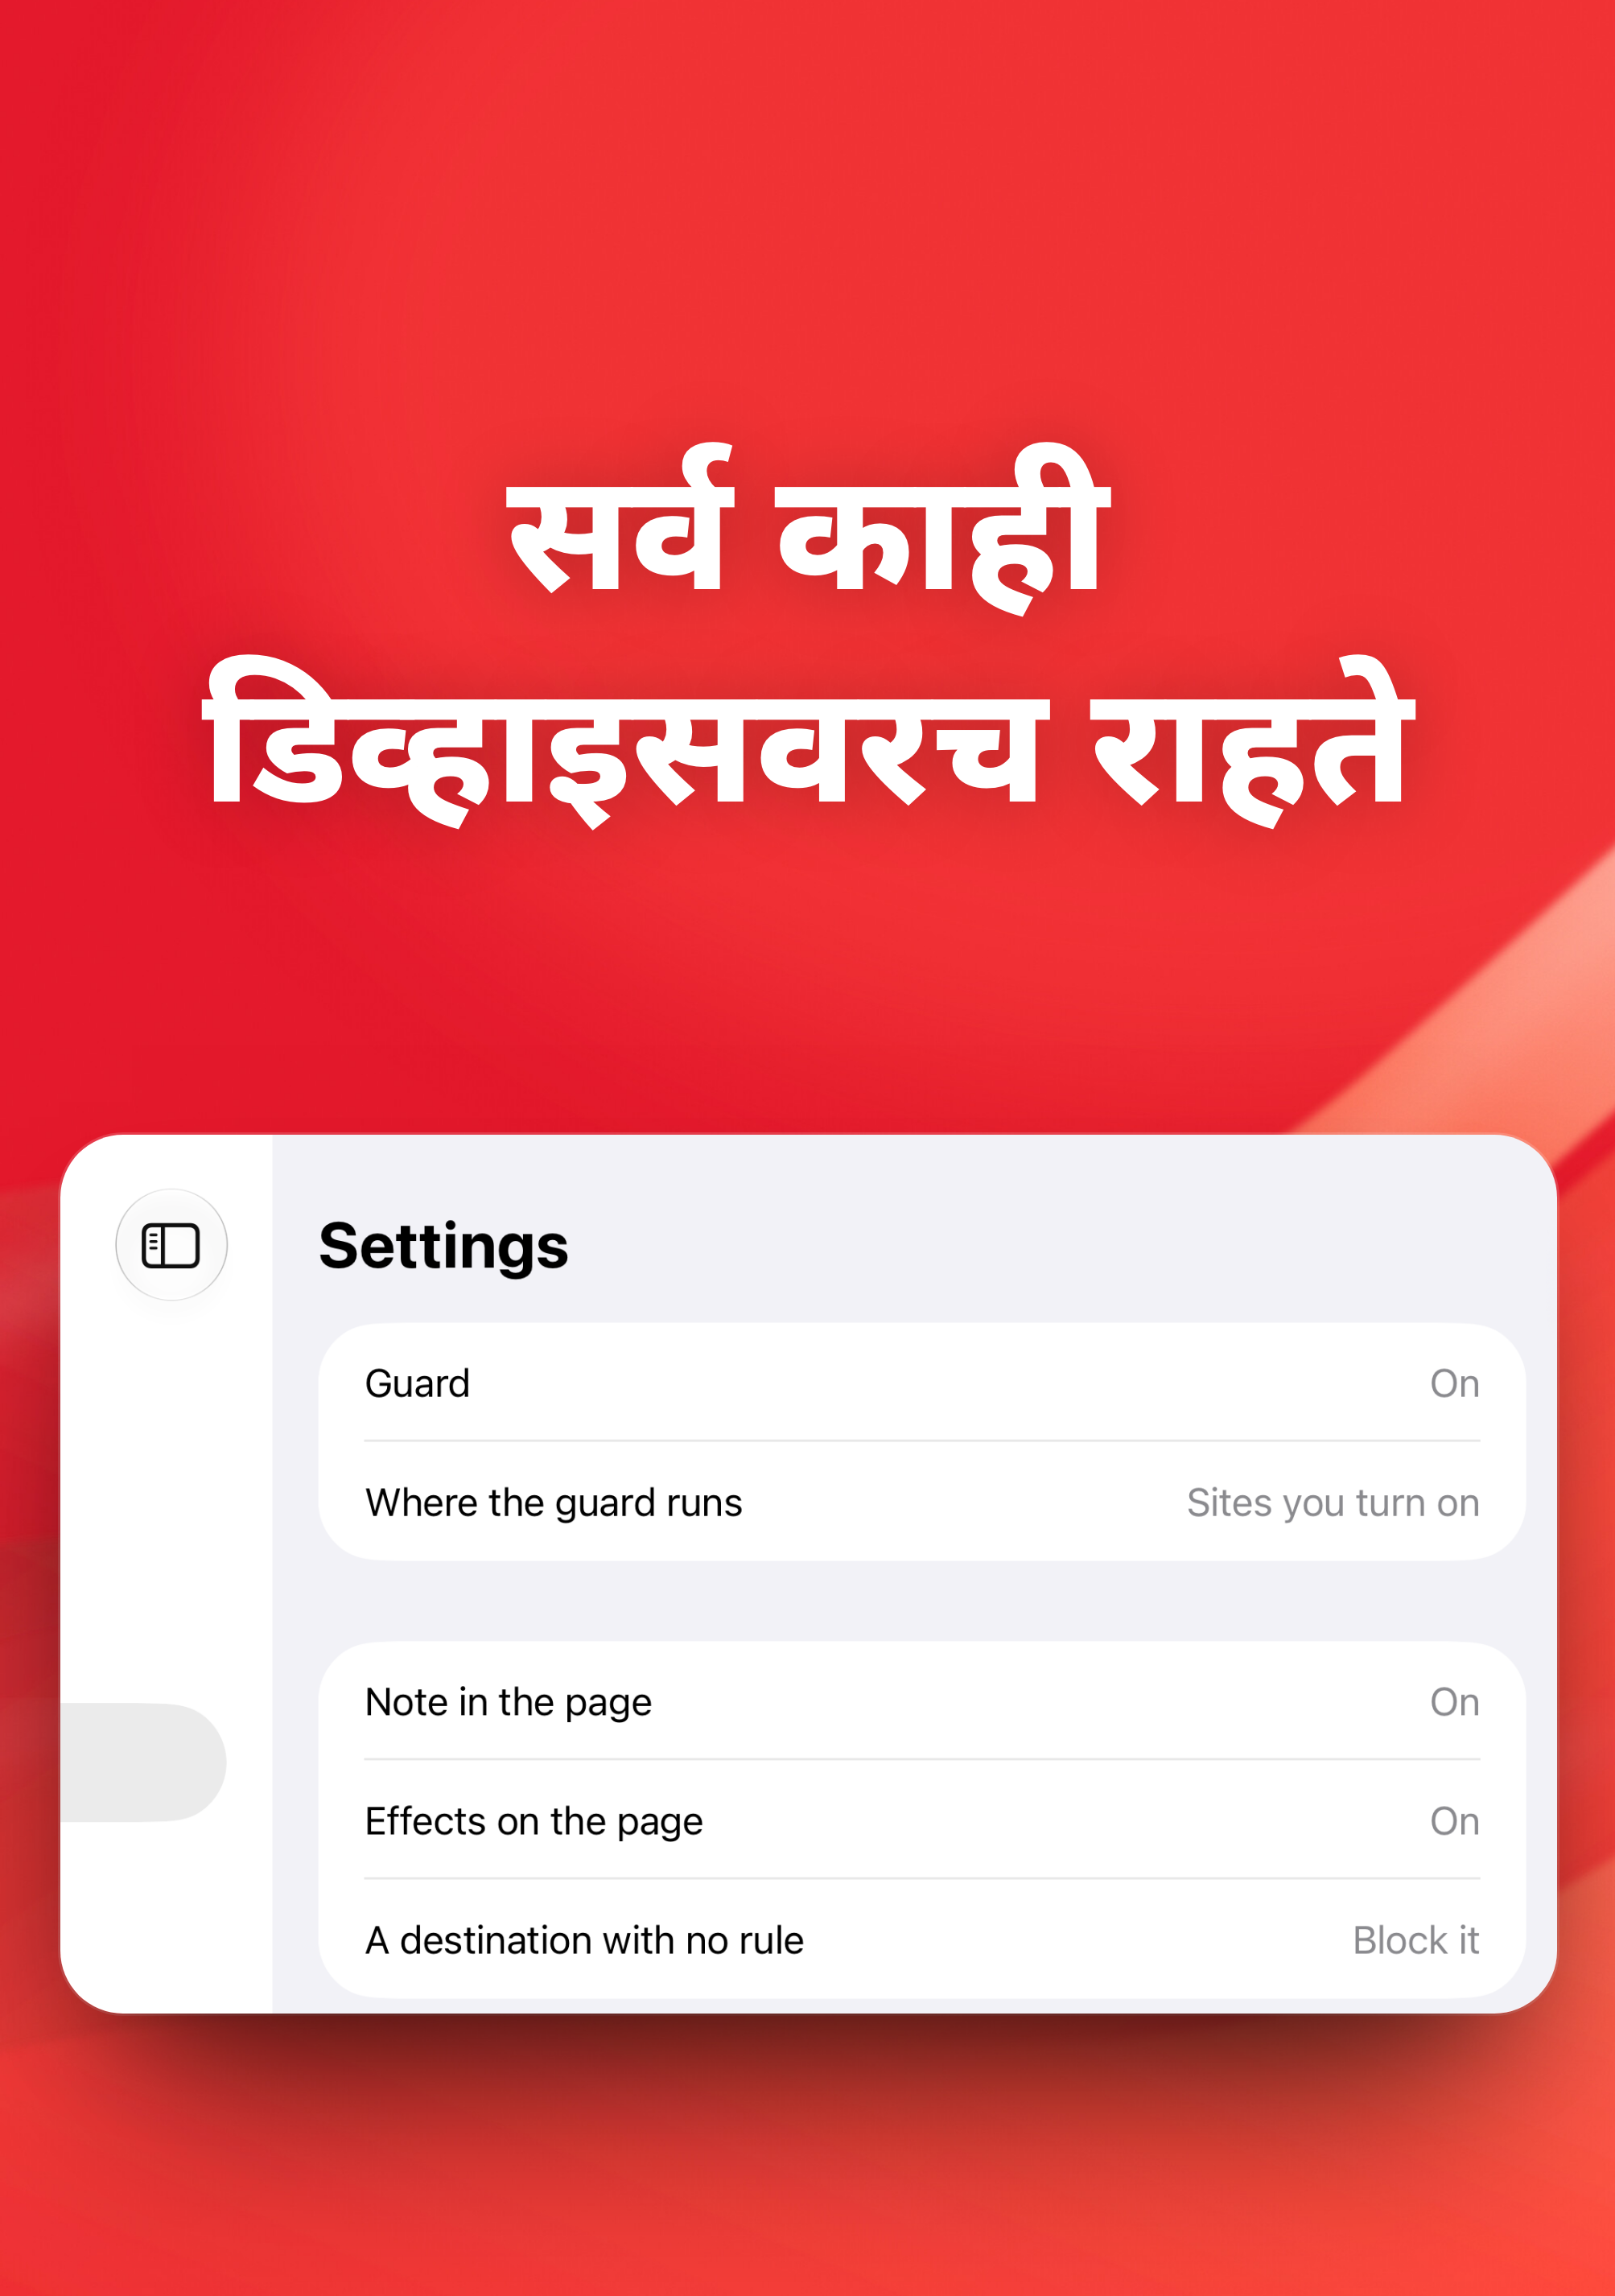 सर्व काही
डिव्हाइसवरच राहते
Settings
Guard On
Where the guard runs Sites you turn on
Note in the page On
Effects on the page On
A destination with no rule Block it